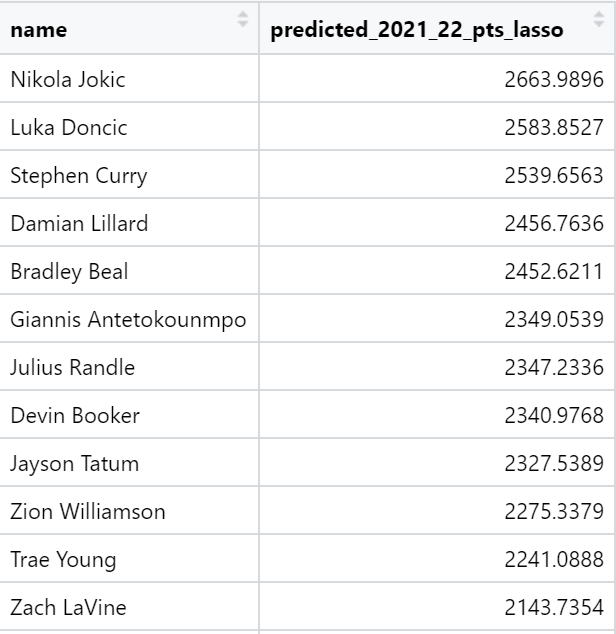 name predicted_2021_22_pts_lasso
Nikola Jokic 2663.9896
Luka Doncic 2583.8527
Stephen Curry 2539.6563
Damian Lillard 2456.7636
Bradley Beal 2452.6211
Giannis Antetokounmpo 2349.0539
Julius Randle 2347.2336
Devin Booker 2340.9768
Jayson Tatum 2327.5389
Zion Williamson 2275.3379
Trae Young 2241.0888
Zach LaVine 2143.7354